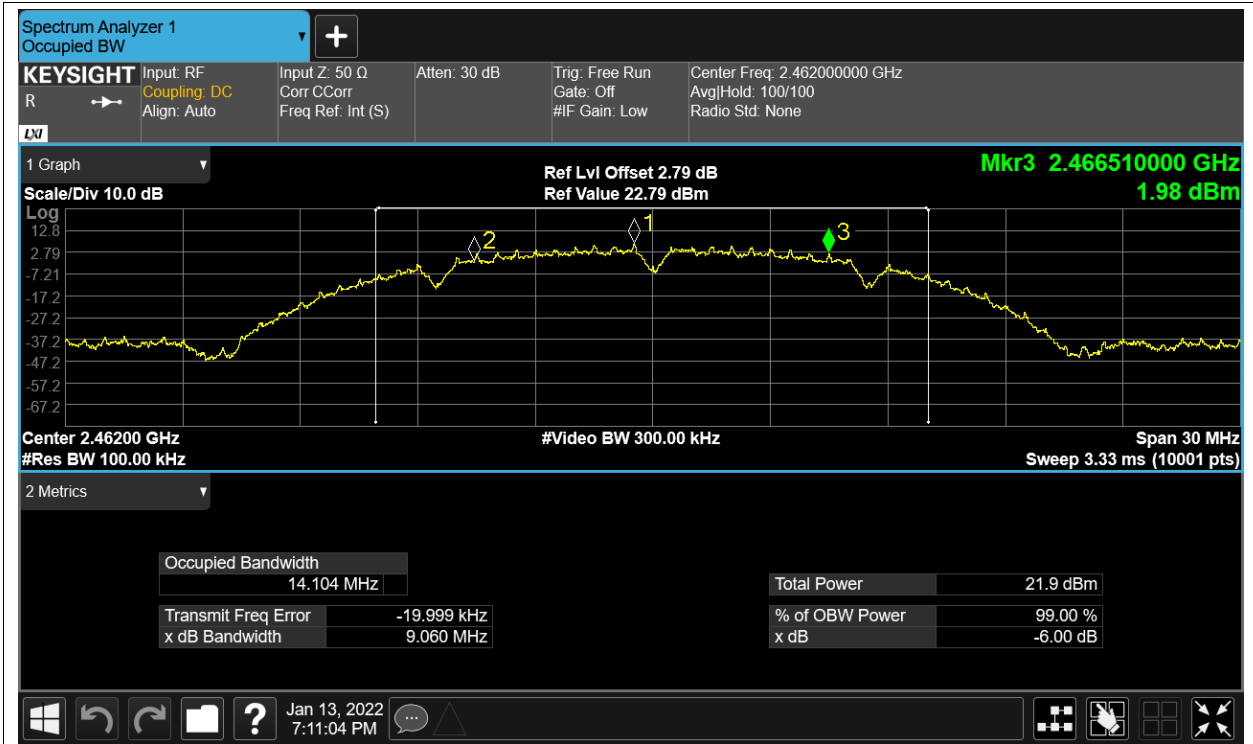 Spectrum Analyzer 1
Occupied BW
KEYSIGHT
R
LXI
Input: RF
Coupling: DC
Align: Auto
Input Z: 50 Ω
Corr CCorr
Freq Ref: Int (S)
Atten: 30 dB
Trig: Free Run
Gate: Off
#IF Gain: Low
Center Freq: 2.462000000 GHz
Avg|Hold: 100/100
Radio Std: None
1 Graph
Scale/Div 10.0 dB
Ref Lvl Offset 2.79 dB
Ref Value 22.79 dBm
Mkr3 2.466510000 GHz
1.98 dBm
Log
12.8
2.79
-7.21
-17.2
-27.2
-37.2
-47.2
-57.2
-67.2
2
1
3
Center 2.46200 GHz
#Res BW 100.00 kHz
#Video BW 300.00 kHz
Span 30 MHz
Sweep 3.33 ms (10001 pts)
2 Metrics
Occupied Bandwidth
14.104 MHz
Transmit Freq Error -19.999 kHz
x dB Bandwidth 9.060 MHz
Total Power 21.9 dBm
% of OBW Power 99.00 %
x dB -6.00 dB
?
Jan 13, 2022
7:11:04 PM